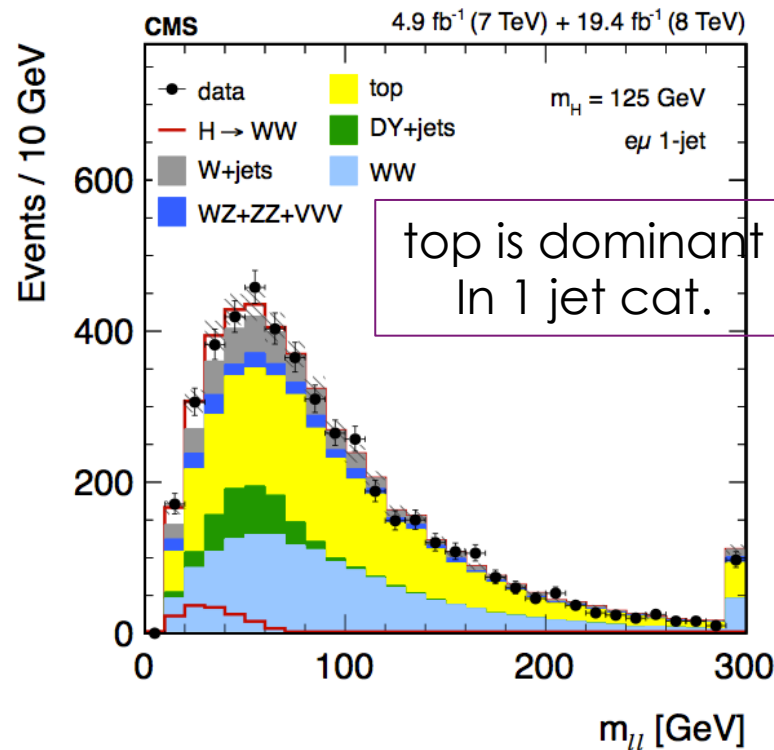 CMS 4.9 fb⁻¹ (7 TeV) + 19.4 fb⁻¹ (8 TeV)
Events / 10 GeV
600
400
200
0
data
H → WW
W+jets
WZ+ZZ+VVV
top
DY+jets
WW
m_H = 125 GeV
eμ 1-jet
top is dominant
In 1 jet cat.
0 100 200 300
m_ll [GeV]